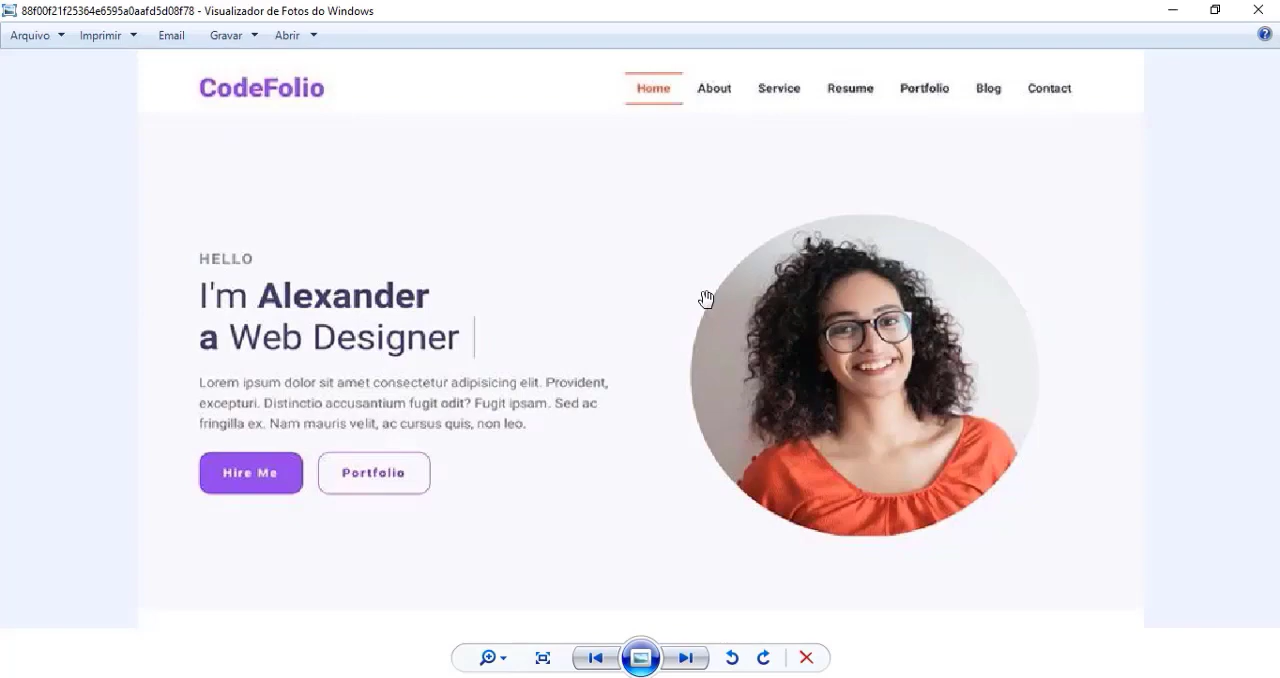 88f00f21f25364e6595a0aafd5d08f78 - Visualizador de Fotos do Windows
Arquivo Imprimir Email Gravar Abrir
CodeFolio
Home About Service Resume Portfolio Blog Contact
HELLO
I'm Alexander
a Web Designer
Lorem ipsum dolor sit amet consectetur adipisicing elit. Provident,
excepturi. Distinctio accusantium fugit odit? Fugit ipsam. Sed ac
fringilla ex. Nam mauris velit, ac cursus quis, non leo.
Hire Me Portfolio